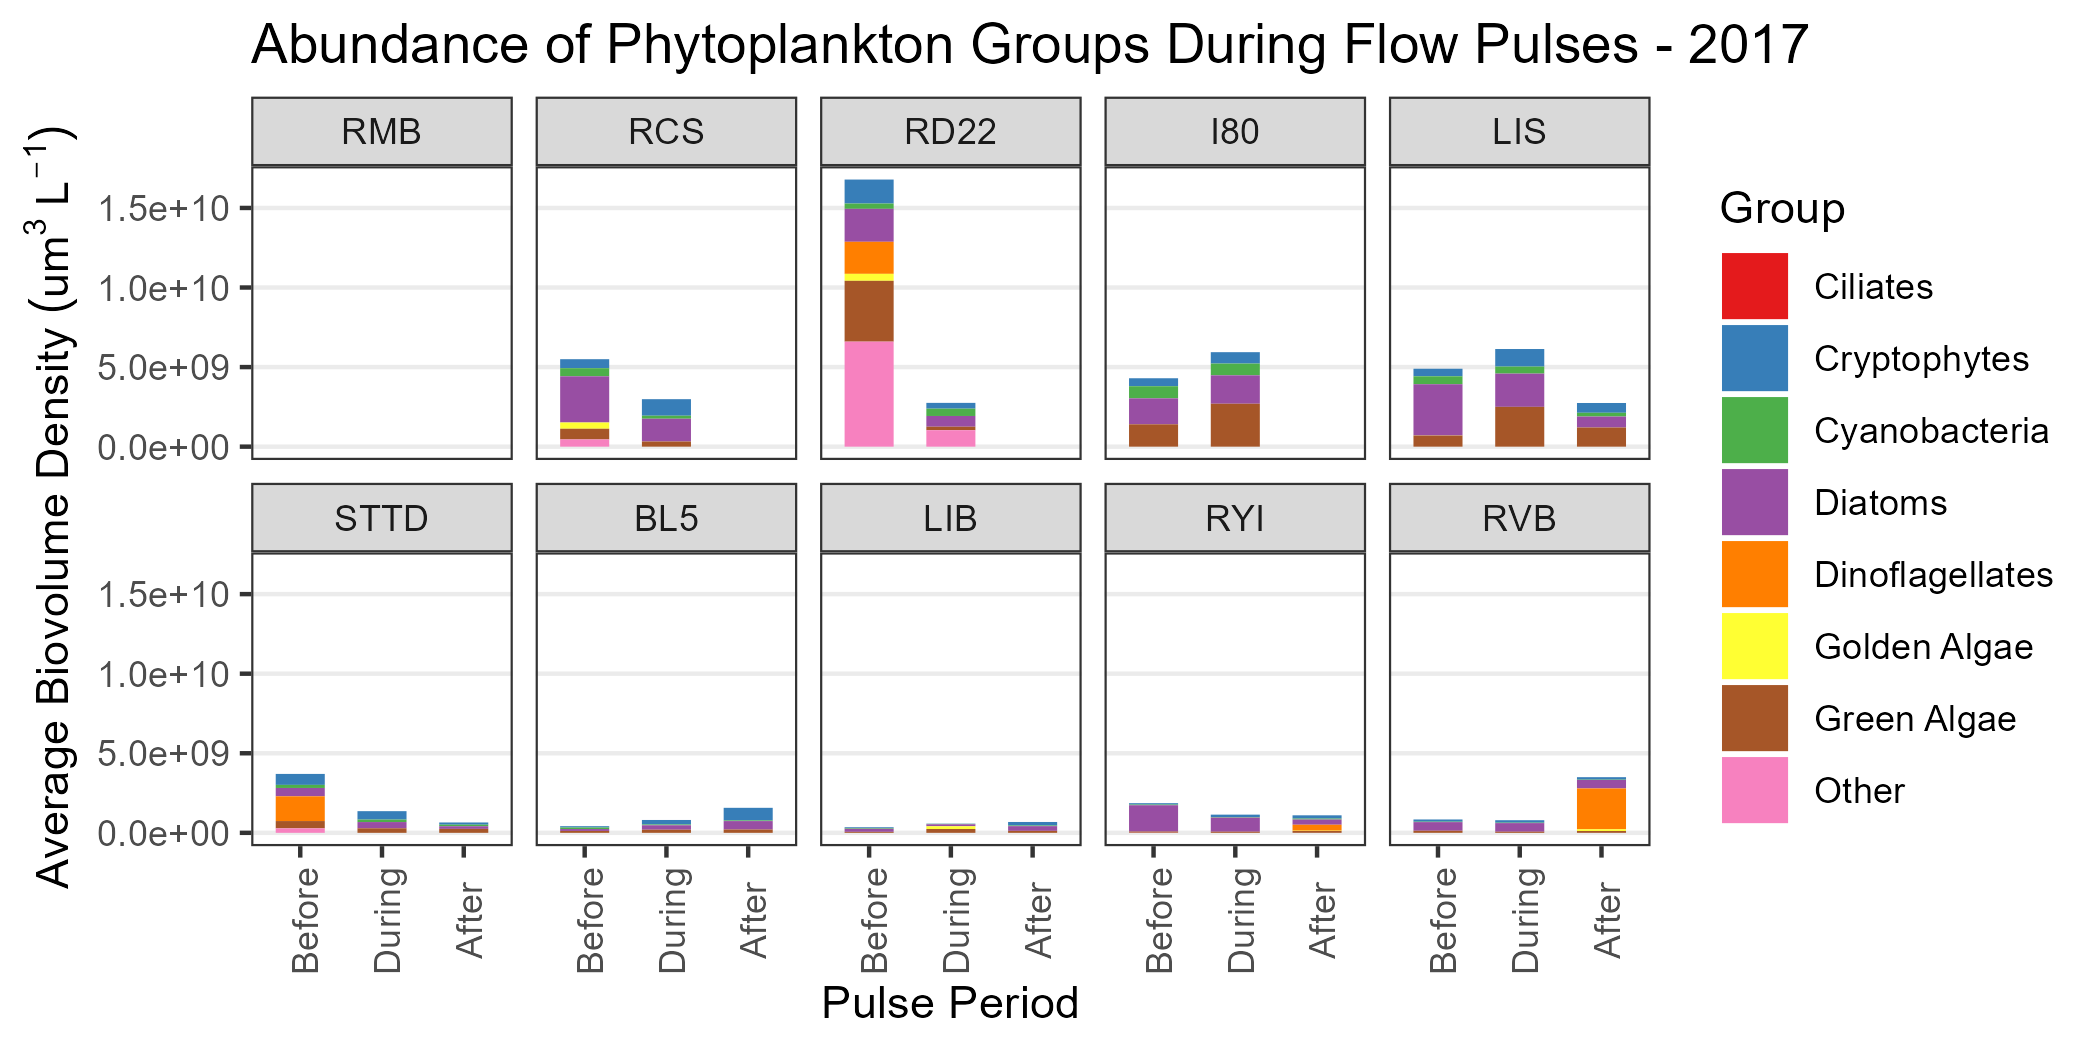 Abundance of Phytoplankton Groups During Flow Pulses - 2017
Average Biovolume Density (um³ L⁻¹)
RMB
RCS
RD22
I80
LIS
1.5e+10
1.0e+10
5.0e+09
0.0e+00
STTD
BL5
LIB
RYI
RVB
1.5e+10
1.0e+10
5.0e+09
0.0e+00
Before
During
After
Before
During
After
Before
During
After
Before
During
After
Before
During
After
Pulse Period
Group
Ciliates
Cryptophytes
Cyanobacteria
Diatoms
Dinoflagellates
Golden Algae
Green Algae
Other